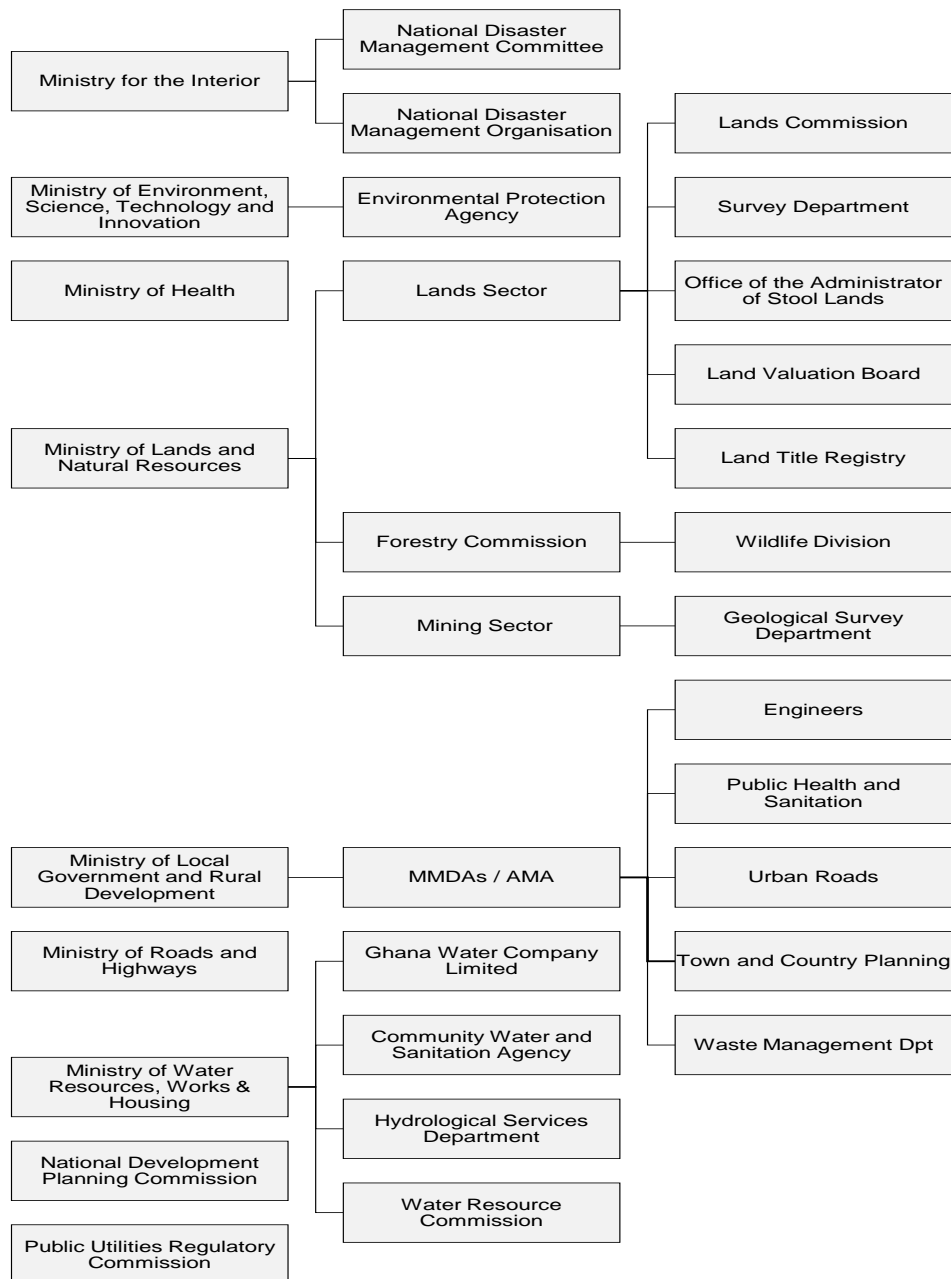 National Disaster
Management Committee
Ministry for the Interior
National Disaster
Management Organisation
Lands Commission
Ministry of Environment,
Science, Technology and
Innovation
Environmental Protection
Agency
Survey Department
Ministry of Health
Lands Sector
Office of the Administrator
of Stool Lands
Land Valuation Board
Ministry of Lands and
Natural Resources
Land Title Registry
Forestry Commission
Wildlife Division
Mining Sector
Geological Survey
Department
Engineers
Public Health and
Sanitation
Ministry of Local
Government and Rural
Development
MMDAs / AMA
Urban Roads
Ministry of Roads and
Highways
Ghana Water Company
Limited
Town and Country Planning
Community Water and
Sanitation Agency
Waste Management Dpt
Ministry of Water
Resources, Works &
Housing
Hydrological Services
Department
National Development
Planning Commission
Water Resource
Commission
Public Utilities Regulatory
Commission